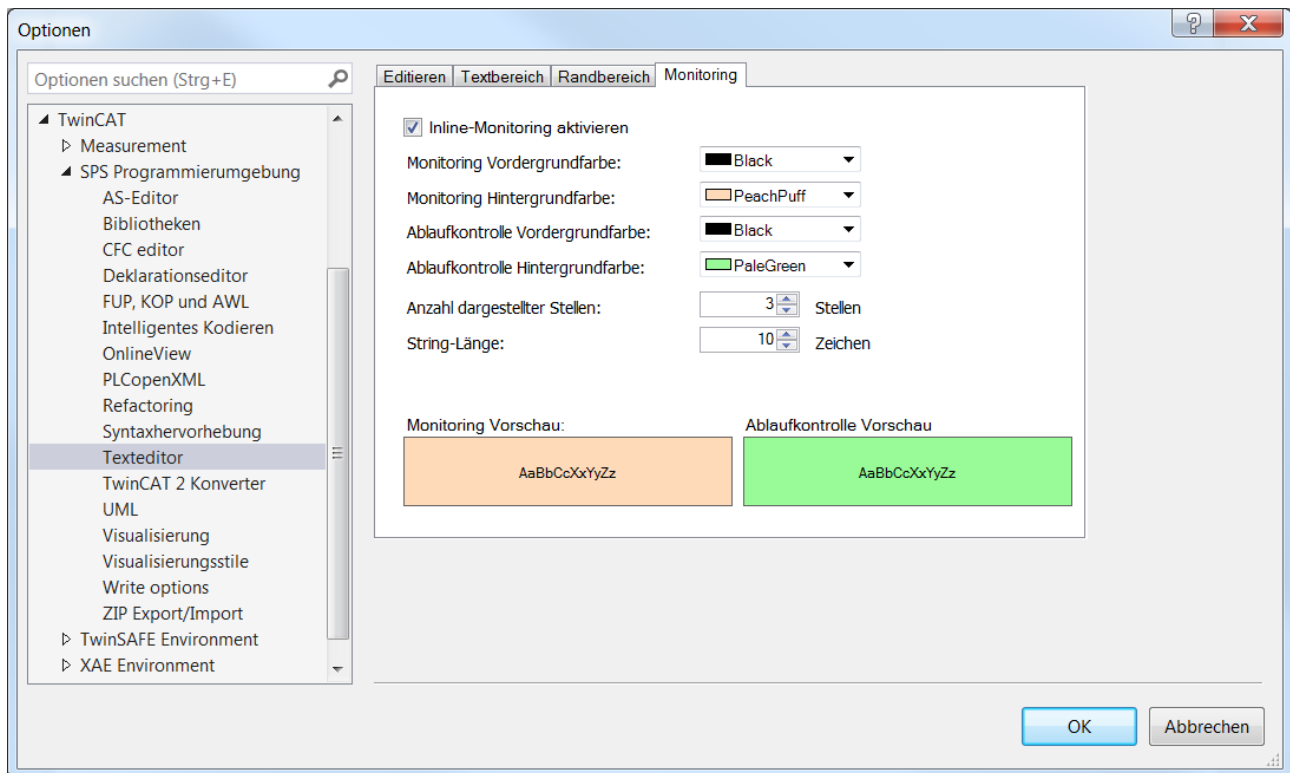 Optionen
Optionen suchen (Strg+E)
TwinCAT
Measurement
SPS Programmierumgebung
AS-Editor
Bibliotheken
CFC editor
Deklarationseditor
FUP, KOP und AWL
Intelligentes Kodieren
OnlineView
PLCopenXML
Refactoring
Syntaxhervorhebung
Texteditor
TwinCAT 2 Konverter
UML
Visualisierung
Visualisierungsstile
Write options
ZIP Export/Import
TwinSAFE Environment
XAE Environment
Editieren Textbereich Randbereich Monitoring
Inline-Monitoring aktivieren
Monitoring Vordergrundfarbe: Black
Monitoring Hintergrundfarbe: PeachPuff
Ablaufkontrolle Vordergrundfarbe: Black
Ablaufkontrolle Hintergrundfarbe: PaleGreen
Anzahl dargestellter Stellen: 3 Stellen
String-Länge: 10 Zeichen
Monitoring Vorschau: Ablaufkontrolle Vorschau
AaBbCcXxYyZz AaBbCcXxYyZz
OK Abbrechen